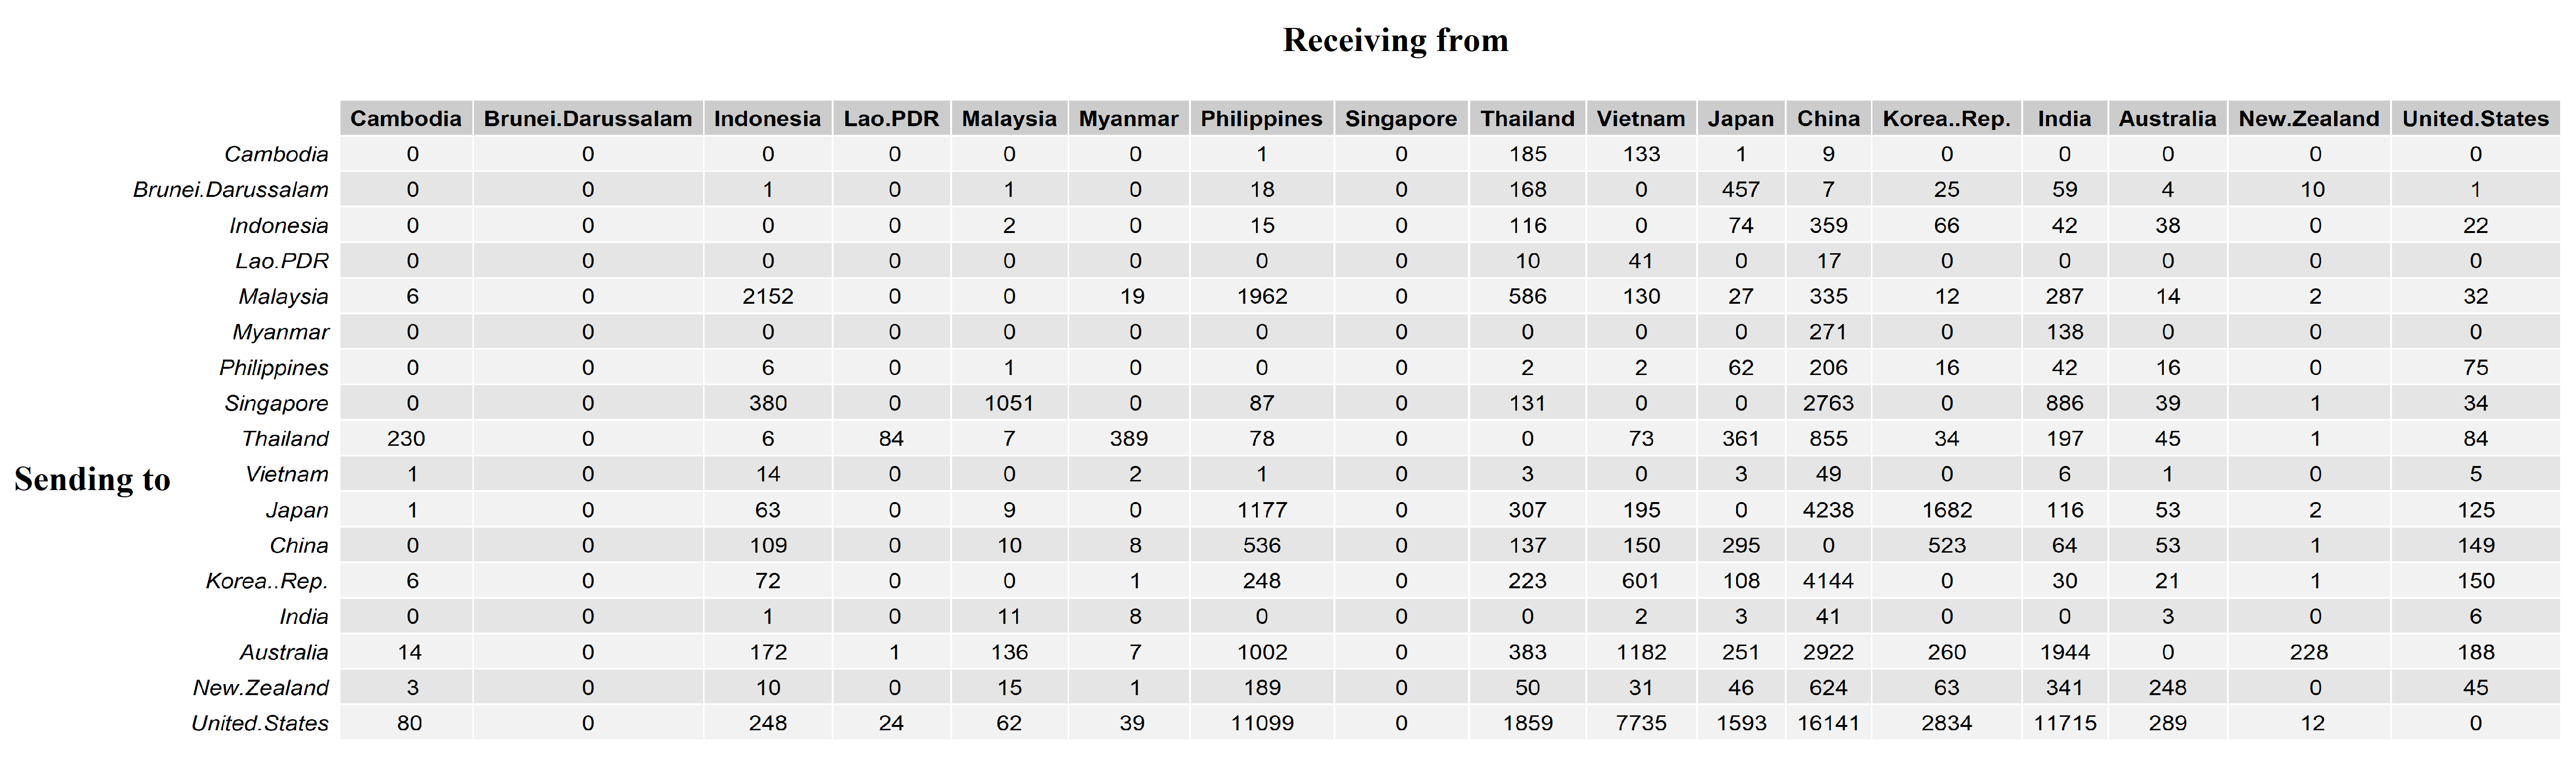 Receiving from
Cambodia Brunei.Darussalam Indonesia Lao.PDR Malaysia Myanmar Philippines Singapore Thailand Vietnam Japan China Korea..Rep. India Australia New.Zealand United.States
Cambodia 0 0 0 0 0 0 1 0 185 133 1 9 0 0 0 0 0
Brunei.Darussalam 0 0 1 0 1 0 18 0 168 0 457 7 25 59 4 10 1
Indonesia 0 0 0 0 2 0 15 0 116 0 74 359 66 42 38 0 22
Lao.PDR 0 0 0 0 0 0 0 0 10 41 0 17 0 0 0 0 0
Malaysia 6 0 2152 0 0 19 1962 0 586 130 27 335 12 287 14 2 32
Myanmar 0 0 0 0 0 0 0 0 0 0 0 271 0 138 0 0 0
Philippines 0 0 6 0 1 0 0 0 2 2 62 206 16 42 16 0 75
Singapore 0 0 380 0 1051 0 87 0 131 0 0 2763 0 886 39 1 34
Thailand 230 0 6 84 7 389 78 0 0 73 361 855 34 197 45 1 84
Sending to
Vietnam 1 0 14 0 0 2 1 0 3 0 3 49 0 6 1 0 5
Japan 1 0 63 0 9 0 1177 0 307 195 0 4238 1682 116 53 2 125
China 0 0 109 0 10 8 536 0 137 150 295 0 523 64 53 1 149
Korea..Rep. 6 0 72 0 0 1 248 0 223 601 108 4144 0 30 21 1 150
India 0 0 1 0 11 8 0 0 0 2 3 41 0 0 3 0 6
Australia 14 0 172 1 136 7 1002 0 383 1182 251 2922 260 1944 0 228 188
New.Zealand 3 0 10 0 15 1 189 0 50 31 46 624 63 341 248 0 45
United.States 80 0 248 24 62 39 11099 0 1859 7735 1593 16141 2834 11715 289 12 0